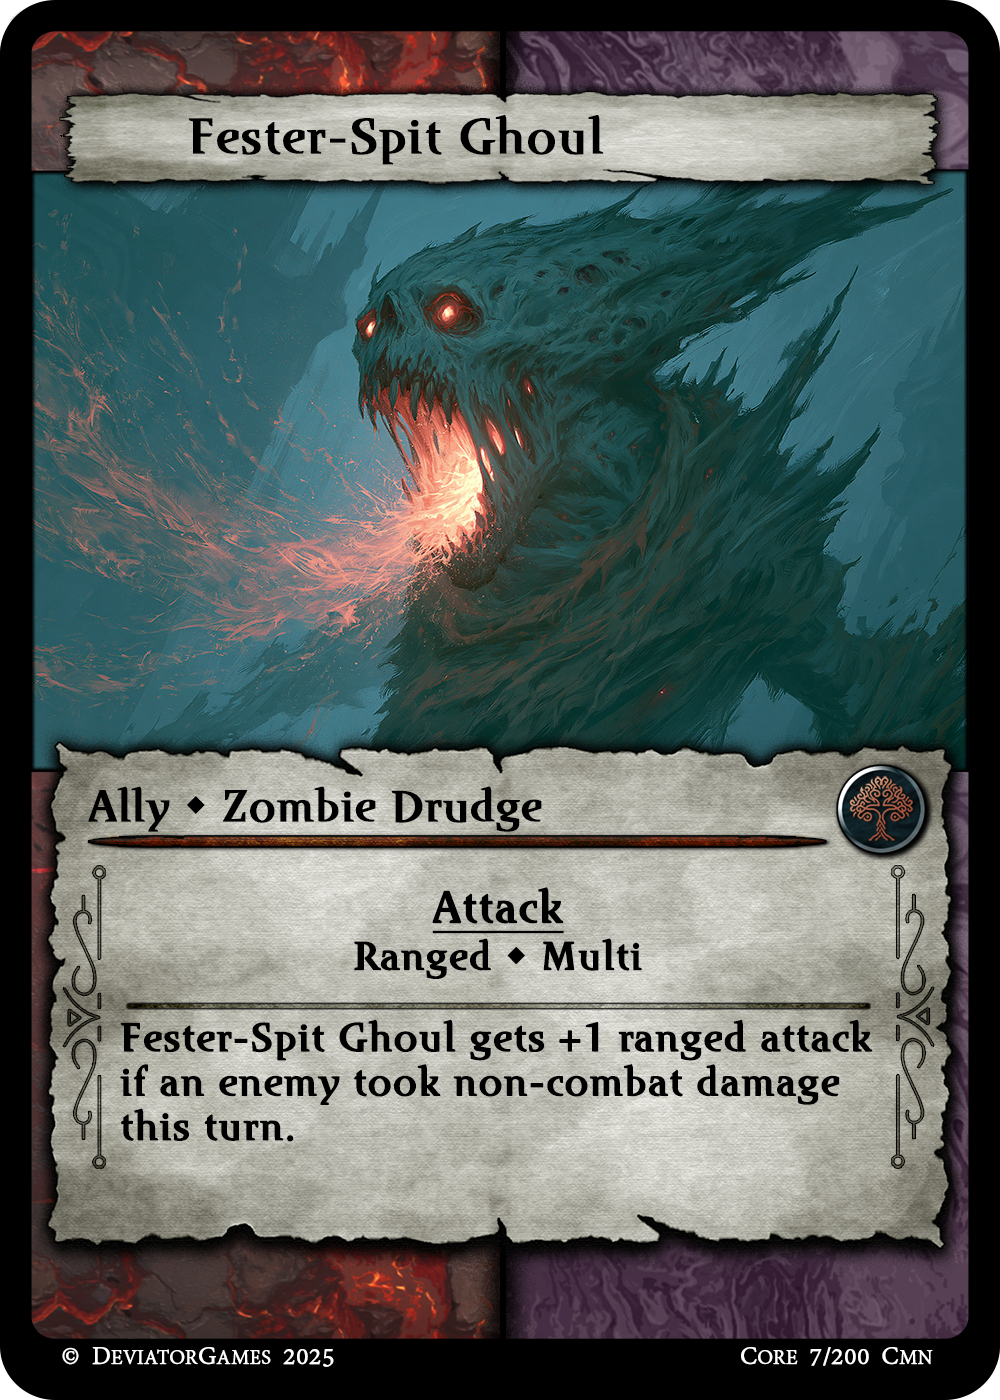 Fester-Spit Ghoul
Ally ◆ Zombie Drudge
Attack
Ranged ◆ Multi
Fester-Spit Ghoul gets +1 ranged attack
if an enemy took non-combat damage
this turn.
© DeviatorGames 2025
Core 7/200 Cmn